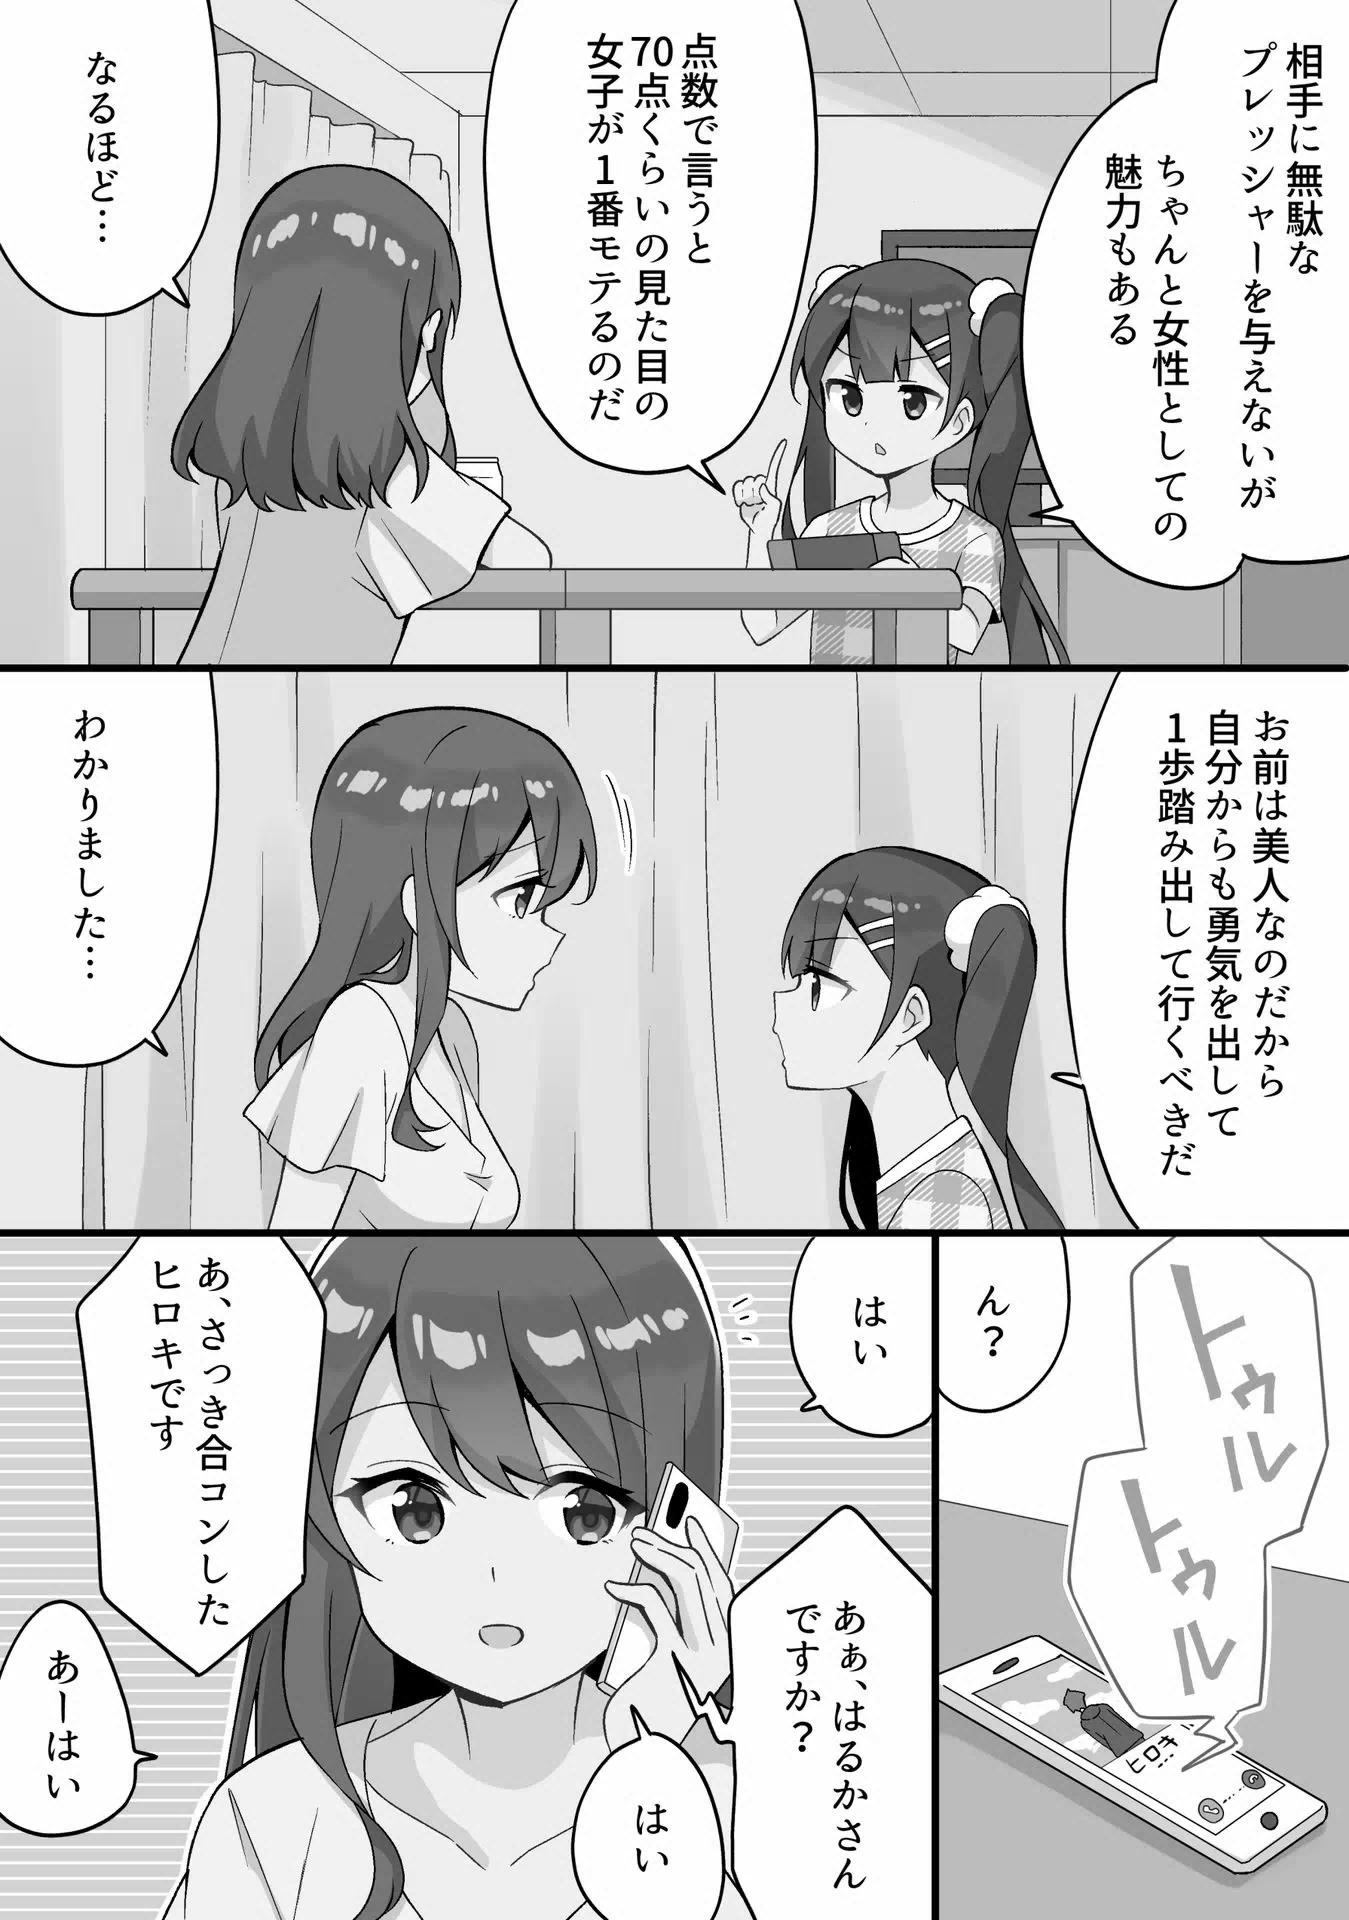 相手に無駄な
プレッシャーを与えないが
ちゃんと女性としての
魅力もある
点数で言うと
70点くらいの見た目の
女子が1番モテるのだ
なるほど…
お前は美人なのだから
自分からも勇気を出して
1歩踏み出して行くべきだ
わかりました…
トゥルル
トゥルル
ん?
ヒロキ
はい
ああ、はるかさん
ですか?
はい
あ、さっき合コンした
ヒロキです
あーはい